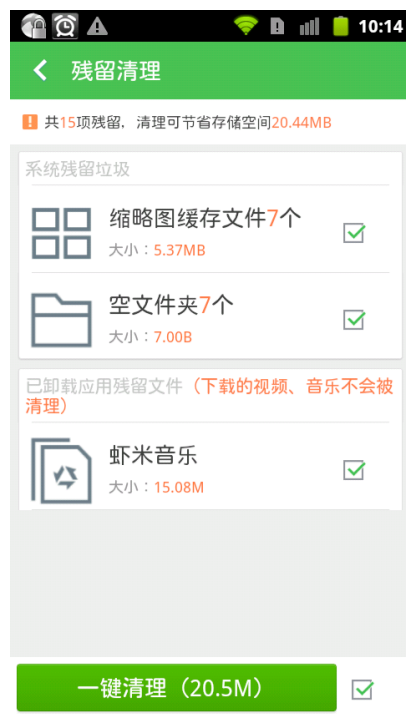 10:14
残留清理
共15项残留，清理可节省存储空间20.44MB
系统残留垃圾
缩略图缓存文件7个
大小：5.37MB
空文件夹7个
大小：7.00B
已卸载应用残留文件（下载的视频、音乐不会被
清理）
虾米音乐
大小：15.08M
一键清理（20.5M）